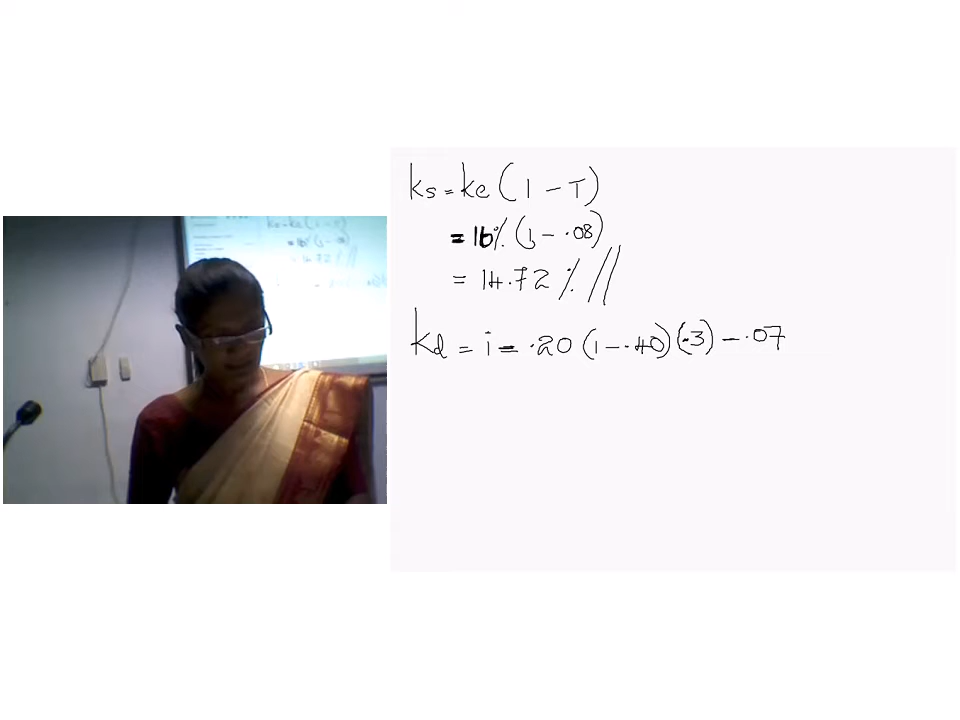 ks = ke (1 - T)
= 16% (1 - .08)
= 14.72% //
kd = i = .20 (1 - .40) (.3) - .07